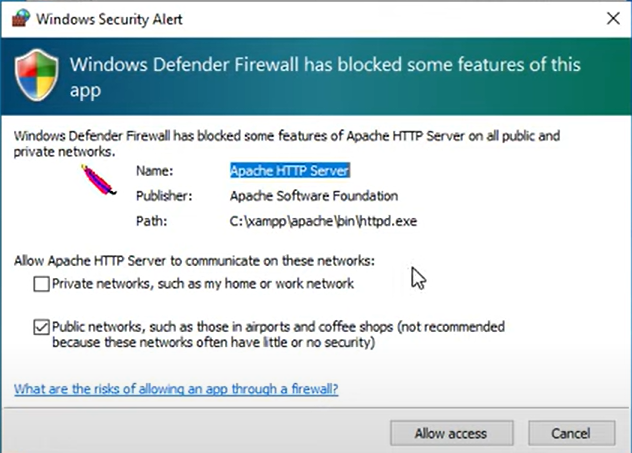 Windows Security Alert
Windows Defender Firewall has blocked some features of this
app
Windows Defender Firewall has blocked some features of Apache HTTP Server on all public and
private networks.
Name: Apache HTTP Server
Publisher: Apache Software Foundation
Path: C:\xampp\apache\bin\httpd.exe
Allow Apache HTTP Server to communicate on these networks:
Private networks, such as my home or work network
Public networks, such as those in airports and coffee shops (not recommended
because these networks often have little or no security)
What are the risks of allowing an app through a firewall?
Allow access Cancel